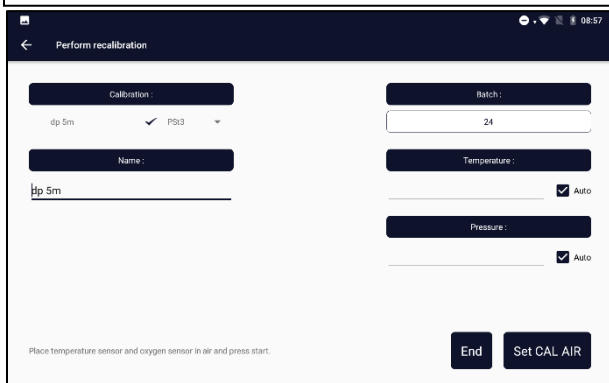 08:57
Perform recalibration
Calibration :
dp 5m PSt3
Name :
dp 5m
Batch :
24
Temperature :
Auto
Pressure :
Auto
Place temperature sensor and oxygen sensor in air and press start.
End
Set CAL AIR